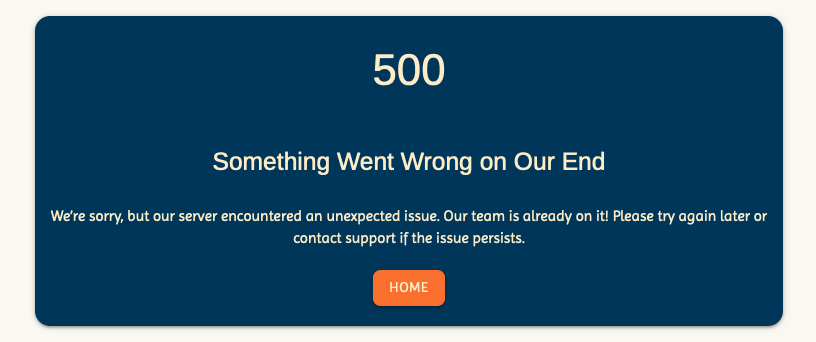 500
Something Went Wrong on Our End
We're sorry, but our server encountered an unexpected issue. Our team is already on it! Please try again later or
contact support if the issue persists.
HOME